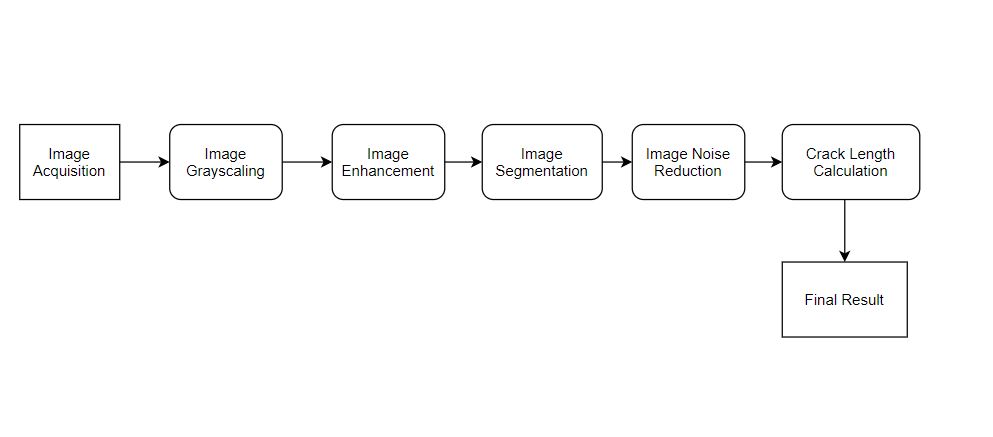 Image
Acquisition
Image
Grayscaling
Image
Enhancement
Image
Segmentation
Image Noise
Reduction
Crack Length
Calculation
Final Result